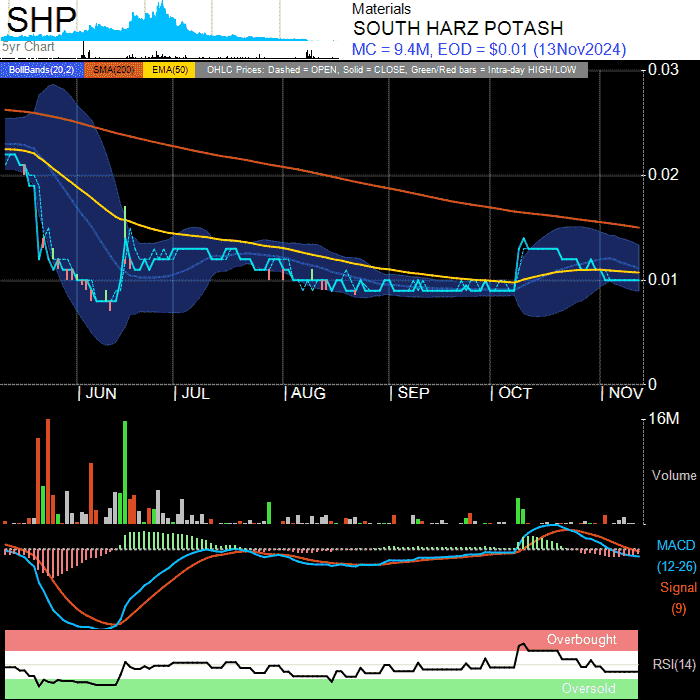 SHP
5yr Chart
Materials
SOUTH HARZ POTASH
MC = 9.4M, EOD = $0.01 (13Nov2024)
BollBands(20,2) SMA(200) EMA(50) OHLC Prices: Dashed = OPEN, Solid = CLOSE, Green/Red bars = Intra-day HIGH/LOW
0.03
0.02
0.01
0
JUN JUL AUG SEP OCT NOV
16M
Volume
MACD
(12-26)
Signal
(9)
Overbought
RSI(14)
Oversold